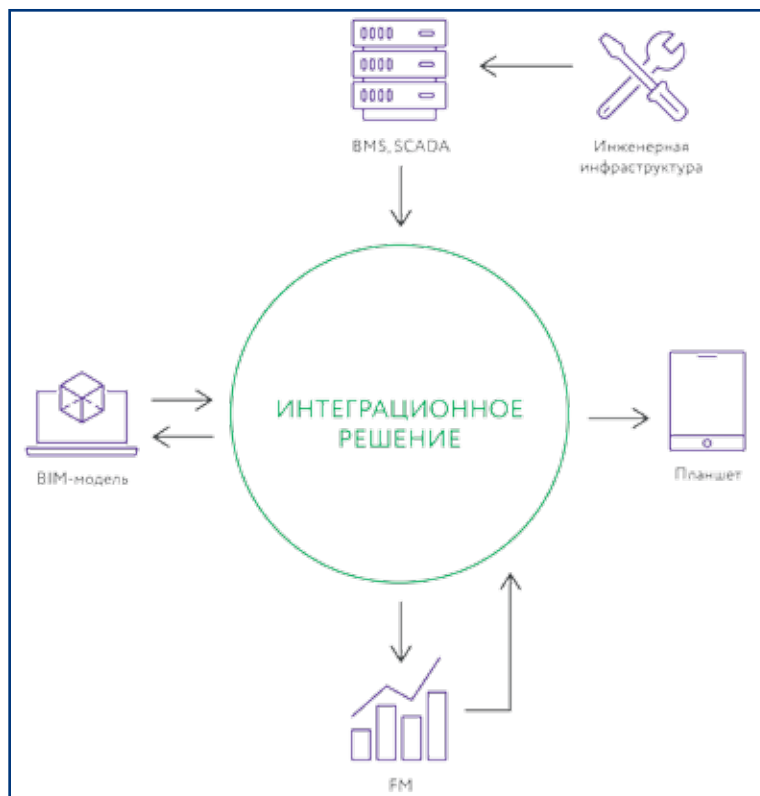 BMS, SCADA
Инженерная
инфраструктура
ИНТЕГРАЦИОННОЕ
РЕШЕНИЕ
BIM-модель
Планшет
FM